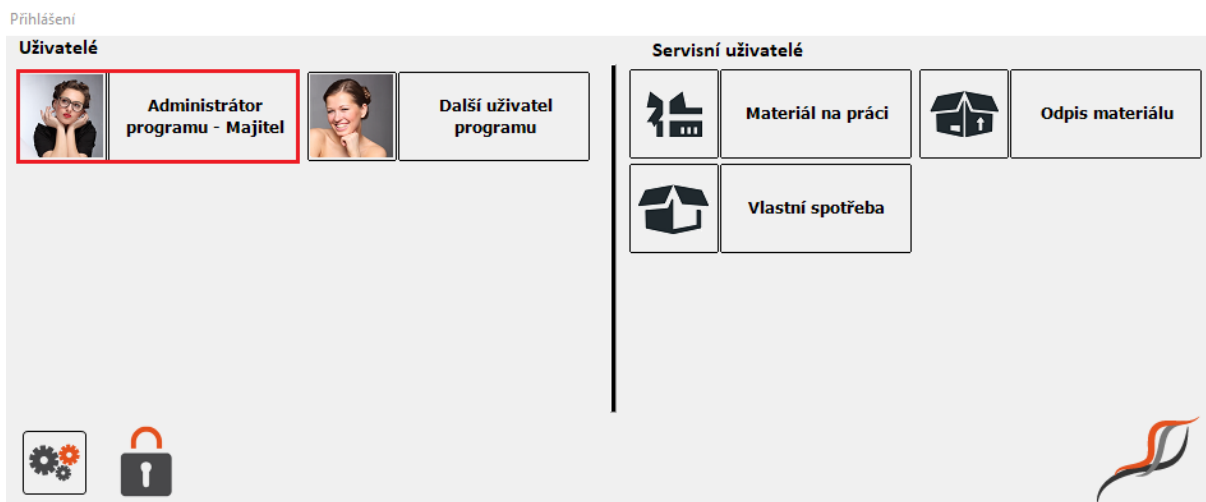 Přihlášení
Uživatelé
Administrátor
programu - Majitel
Další uživatel
programu
Servisní uživatelé
Materiál na práci
Odpis materiálu
Vlastní spotřeba